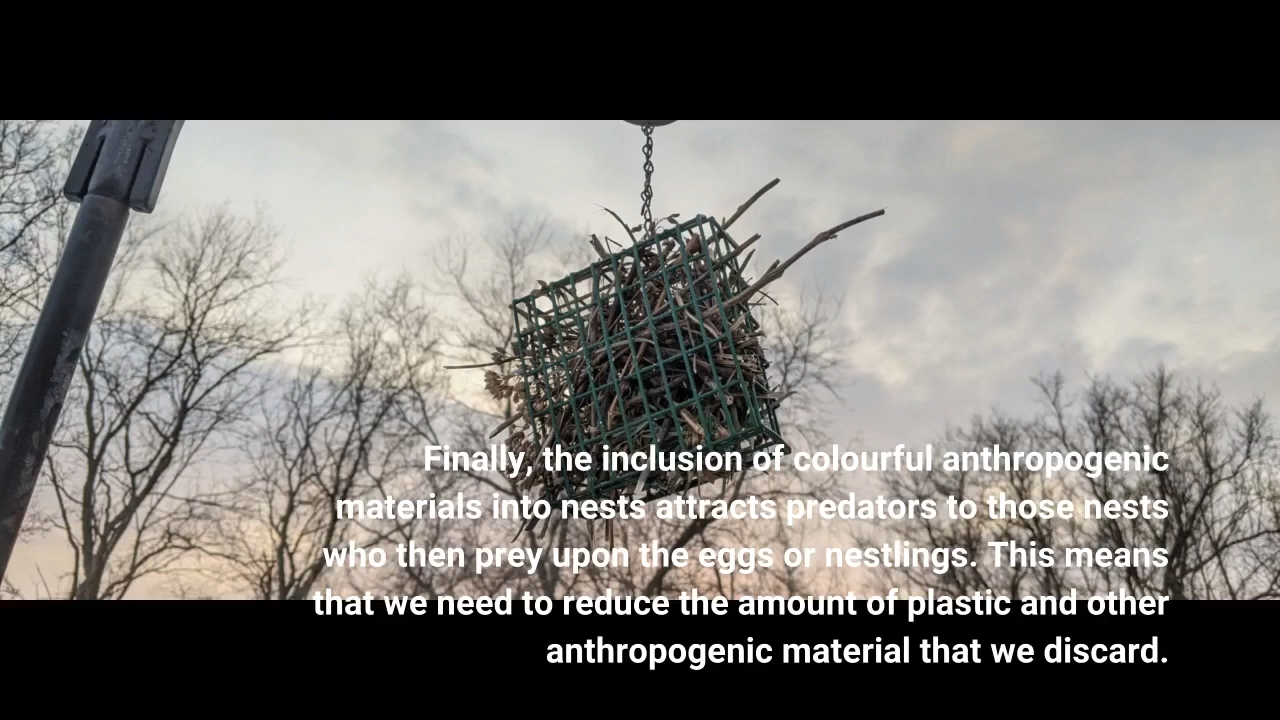 Finally, the inclusion of colourful anthropogenic
materials into nests attracts predators to those nests
who then prey upon the eggs or nestlings. This means
that we need to reduce the amount of plastic and other
anthropogenic material that we discard.